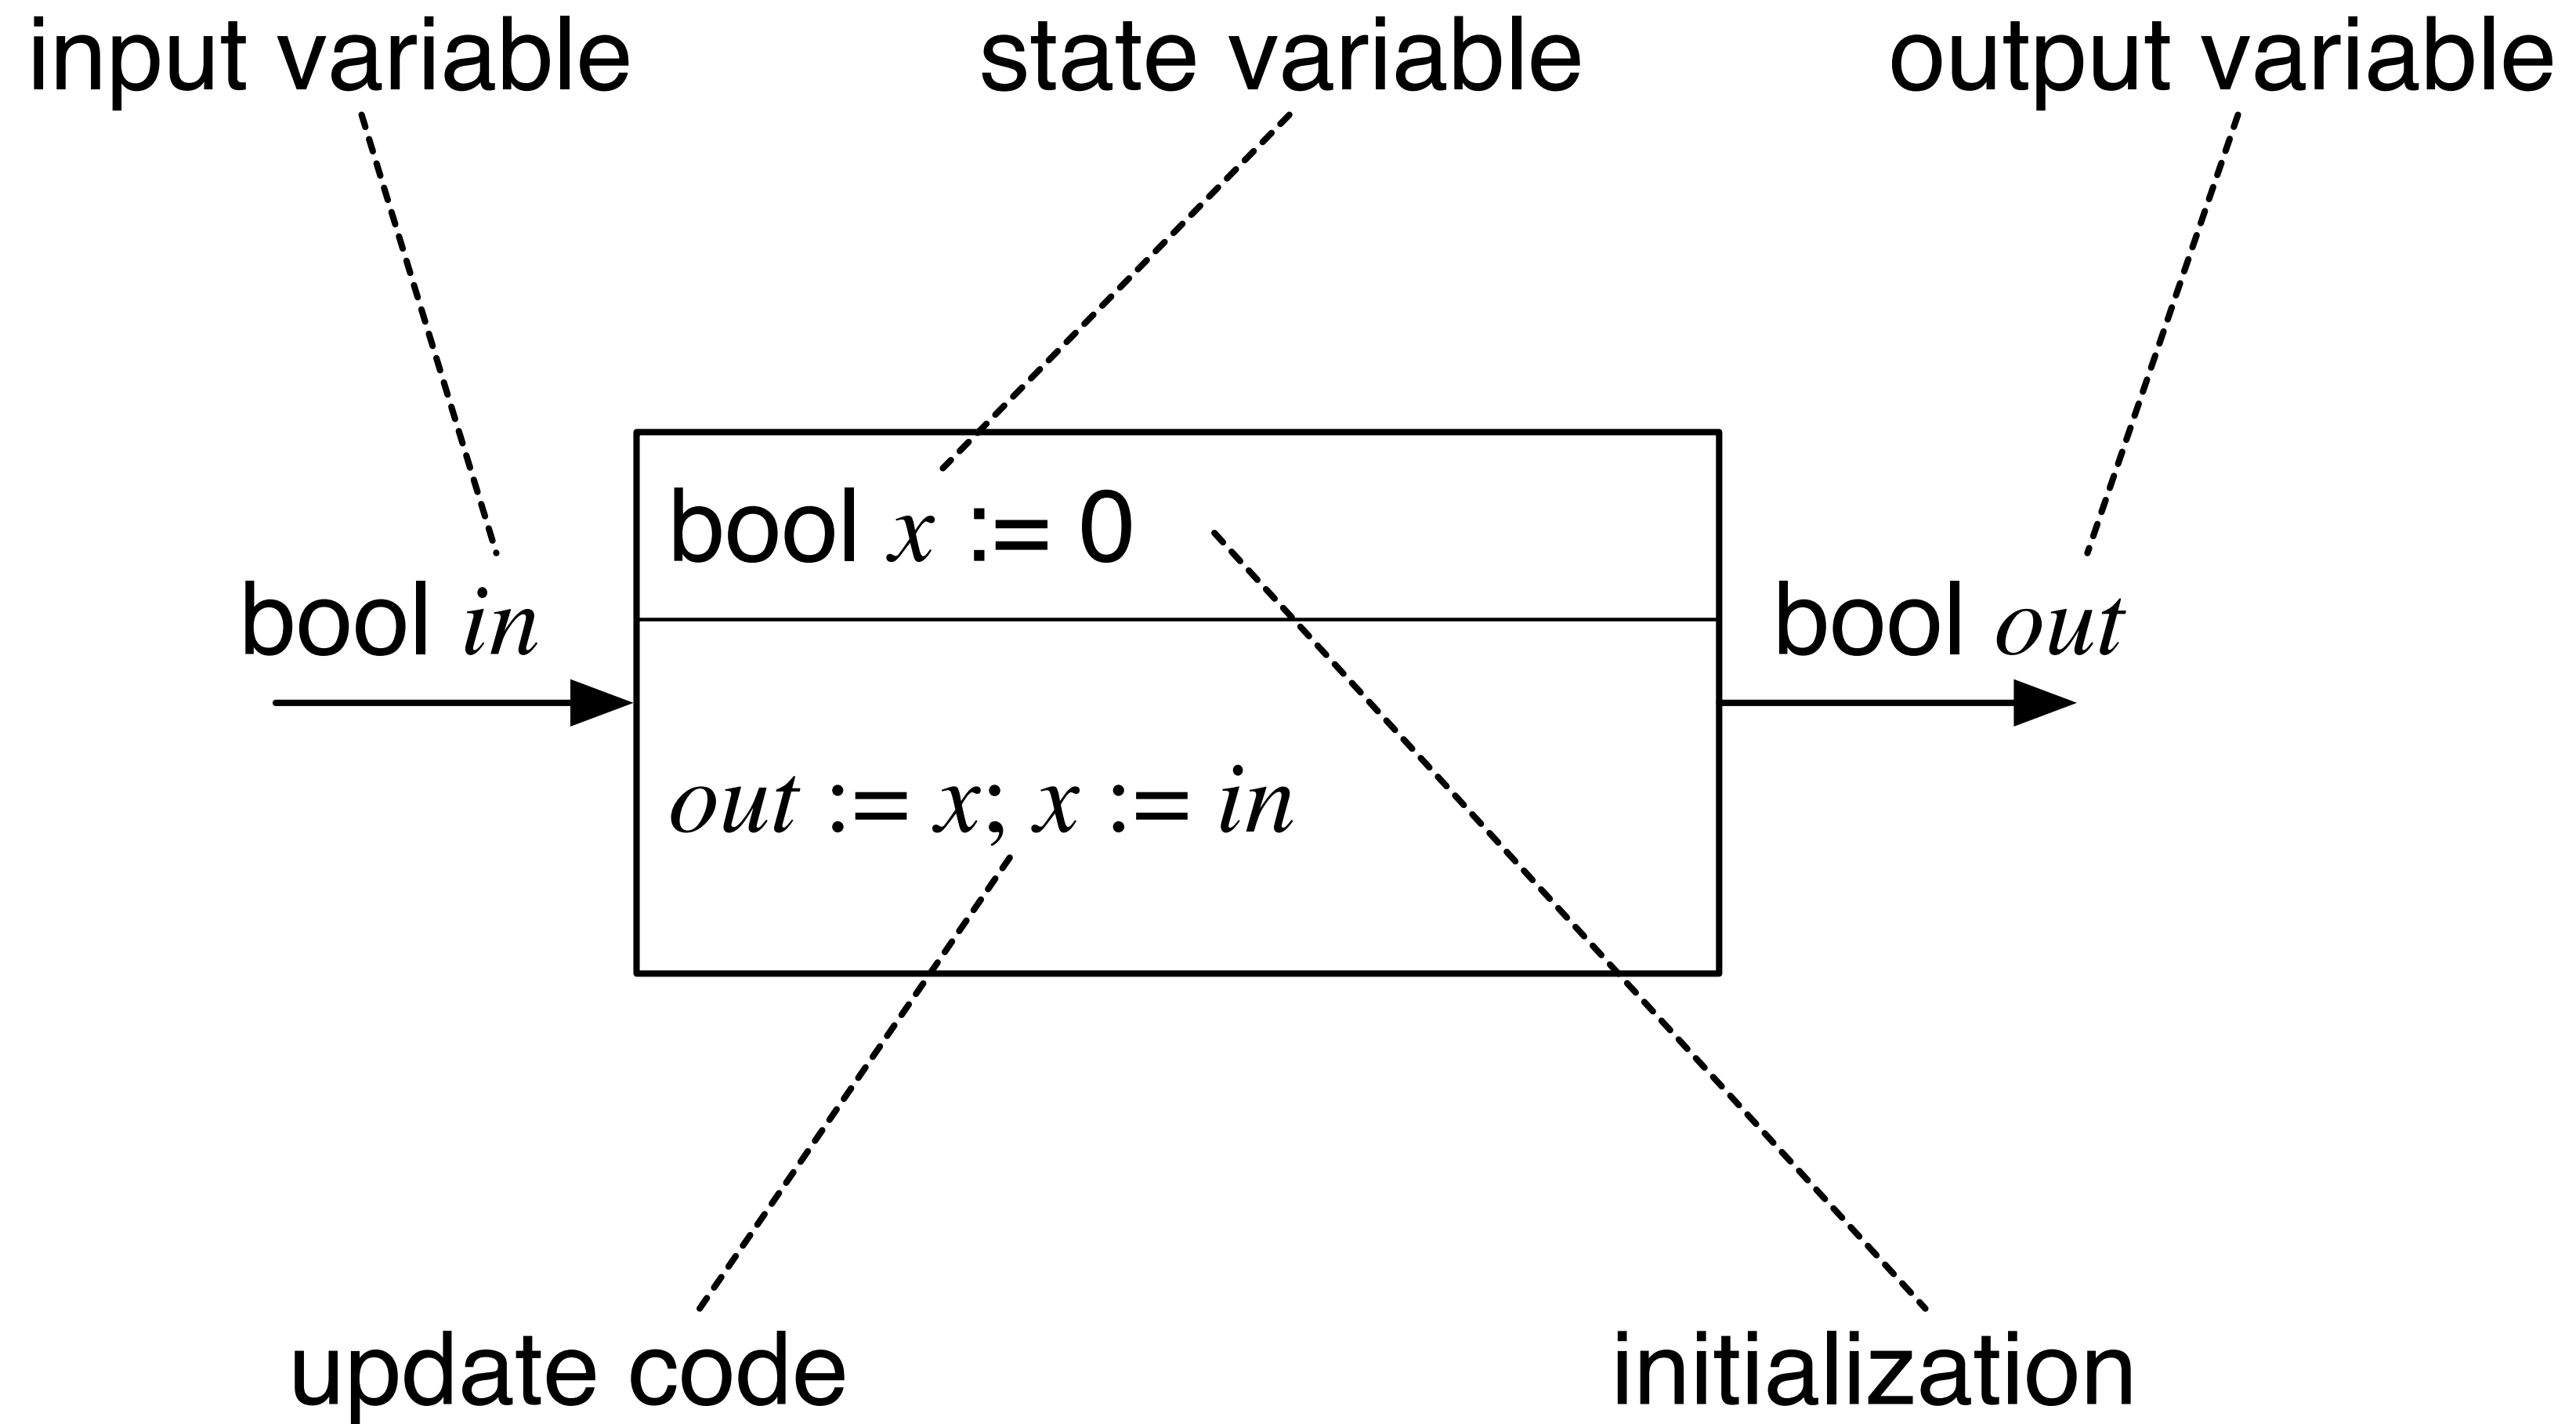 input variable
state variable
output variable
bool x := 0
bool in
bool out
out := x; x := in
update code
initialization